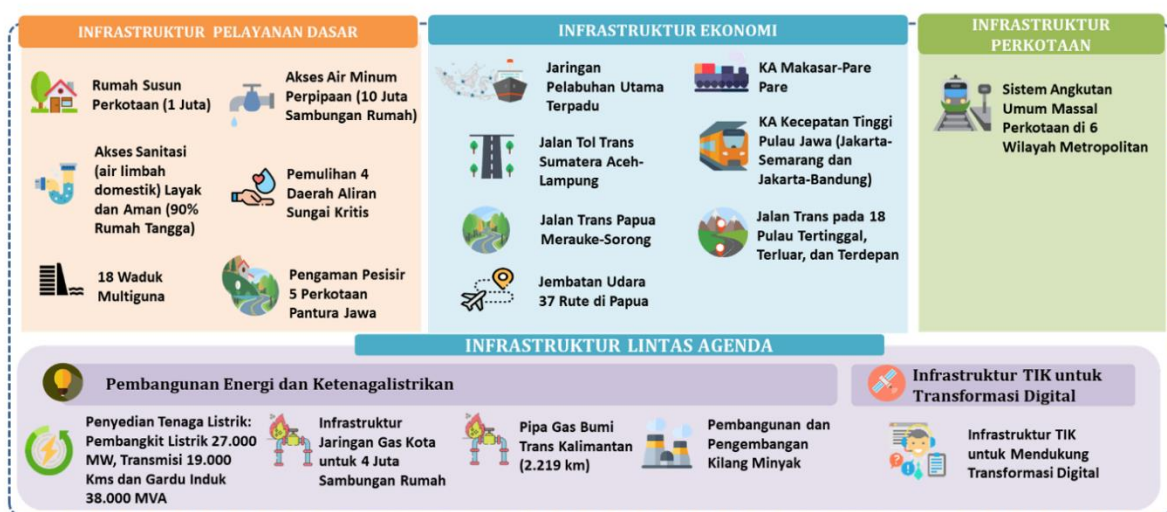 INFRASTRUKTUR PELAYANAN DASAR
Rumah Susun
Perkotaan (1 Juta)
Akses Air Minum
Perpipaan (10 Juta
Sambungan Rumah)
Akses Sanitasi
(air limbah
domestik) Layak
dan Aman (90%
Rumah Tangga)
Pemulihan 4
Daerah Aliran
Sungai Kritis
18 Waduk
Multiguna
Pengaman Pesisir
5 Perkotaan
Pantura Jawa
INFRASTRUKTUR EKONOMI
Jaringan
Pelabuhan Utama
Terpadu
KA Makasar-Pare
Pare
Jalan Tol Trans
Sumatera Aceh-
Lampung
KA Kecepatan Tinggi
Pulau Jawa (Jakarta-
Semarang dan
Jakarta-Bandung)
Jalan Trans Papua
Merauke-Sorong
Jalan Trans pada 18
Pulau Tertinggal,
Terluar, dan Terdepan
Jembatan Udara
37 Rute di Papua
INFRASTRUKTUR
PERKOTAAN
Sistem Angkutan
Umum Massal
Perkotaan di 6
Wilayah Metropolitan
INFRASTRUKTUR LINTAS AGENDA
Pembangunan Energi dan Ketenagalistrikan
Penyedian Tenaga Listrik:
Pembangkit Listrik 27.000
MW, Transmisi 19.000
Kms dan Gardu Induk
38.000 MVA
Infrastruktur
Jaringan Gas Kota
untuk 4 Juta
Sambungan Rumah
Pipa Gas Bumi
Trans Kalimantan
(2.219 km)
Pembangunan dan
Pengembangan
Kilang Minyak
Infrastruktur TIK untuk
Transformasi Digital
Infrastruktur TIK
untuk Mendukung
Transformasi Digital